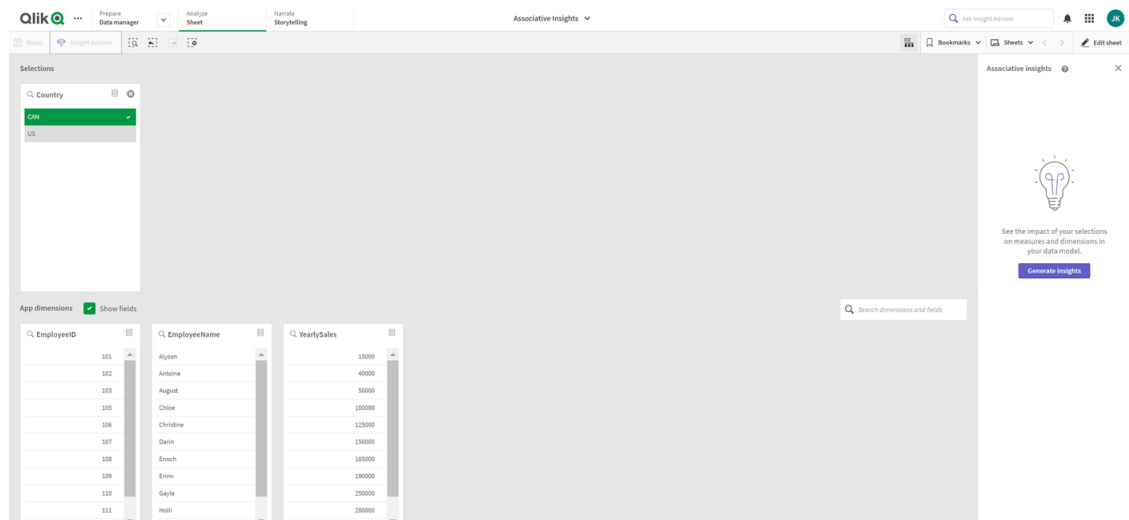 Qlik
Prepare
Data manager
Analyze
Sheet
Narrate
Storytelling
Associative Insights
Ask Insight Advisor
JK
Notes
Insight Advisor
Bookmarks
Sheets
Edit sheet
Selections
Country
CAN
US
Associative insights
See the impact of your selections
on measures and dimensions in
your data model.
Generate insights
App dimensions
Show fields
Search dimensions and fields
EmployeeID
101
102
103
105
106
107
108
109
110
111
EmployeeName
Alyson
Antoine
August
Chloe
Christine
Darin
Enoch
Erinn
Gayle
Holli
YearlySales
15000
40000
50000
100000
125000
150000
185000
190000
250000
280000